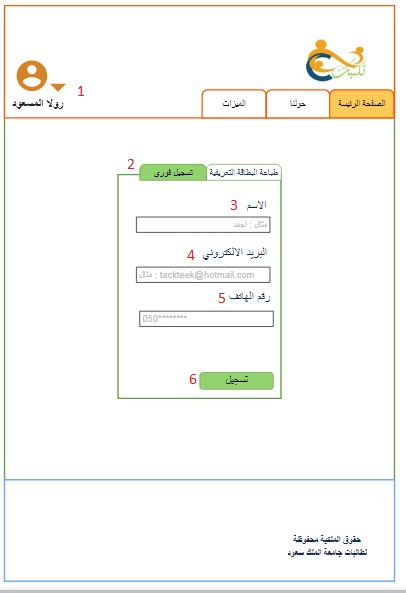 تكتيك
1
رولا المسعود
الصفحة الرئيسة
حولنا
الميزات
2
طباعة البطاقة التعريفية
تسجيل فوري
3 الاسم
مثال : احمد
4 البريد الالكتروني
مثال : tackteek@hotmail.com
5 رقم الهاتف
050********
6 تسجيل
حقوق الملكية محفوظة
لطالبات جامعة الملك سعود